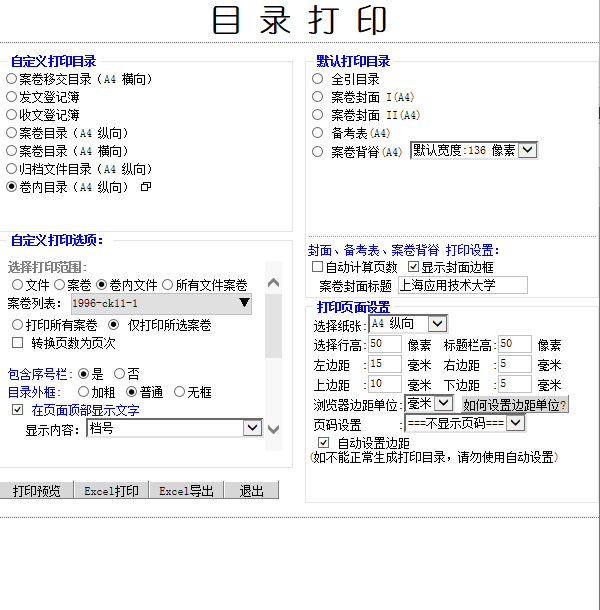 目 录 打 印
自定义打印目录
案卷移交目录（A4 横向）
发文登记簿
收文登记簿
案卷目录（A4 纵向）
案卷目录（A4 横向）
归档文件目录（A4 纵向）
卷内目录（A4 纵向）
自定义打印选项：
选择打印范围:
文件 案卷 卷内文件 所有文件案卷
案卷列表: 1996-ck11-1
打印所有案卷 仅打印所选案卷
转换页数为页次
包含序号栏: 是 否
目录外框: 加粗 普通 无框
在页面顶部显示文字
显示内容: 档号
打印预览 Excel打印 Excel导出 退出
默认打印目录
全引目录
案卷封面 I(A4)
案卷封面 II(A4)
备考表(A4)
案卷背脊(A4) 默认宽度:136 像素
封面、备考表、案卷背脊 打印设置:
自动计算页数 显示封面边框
案卷封面标题 上海应用技术大学
打印页面设置
选择纸张: A4 纵向
选择行高: 50 像素 标题栏高: 50 像素
左边距 : 15 毫米 右边距 : 5 毫米
上边距 : 10 毫米 下边距 : 5 毫米
浏览器边距单位: 毫米 如何设置边距单位?
页码设置 : ===不显示页码===
自动设置边距
(如不能正常生成打印目录，请勿使用自动设置)